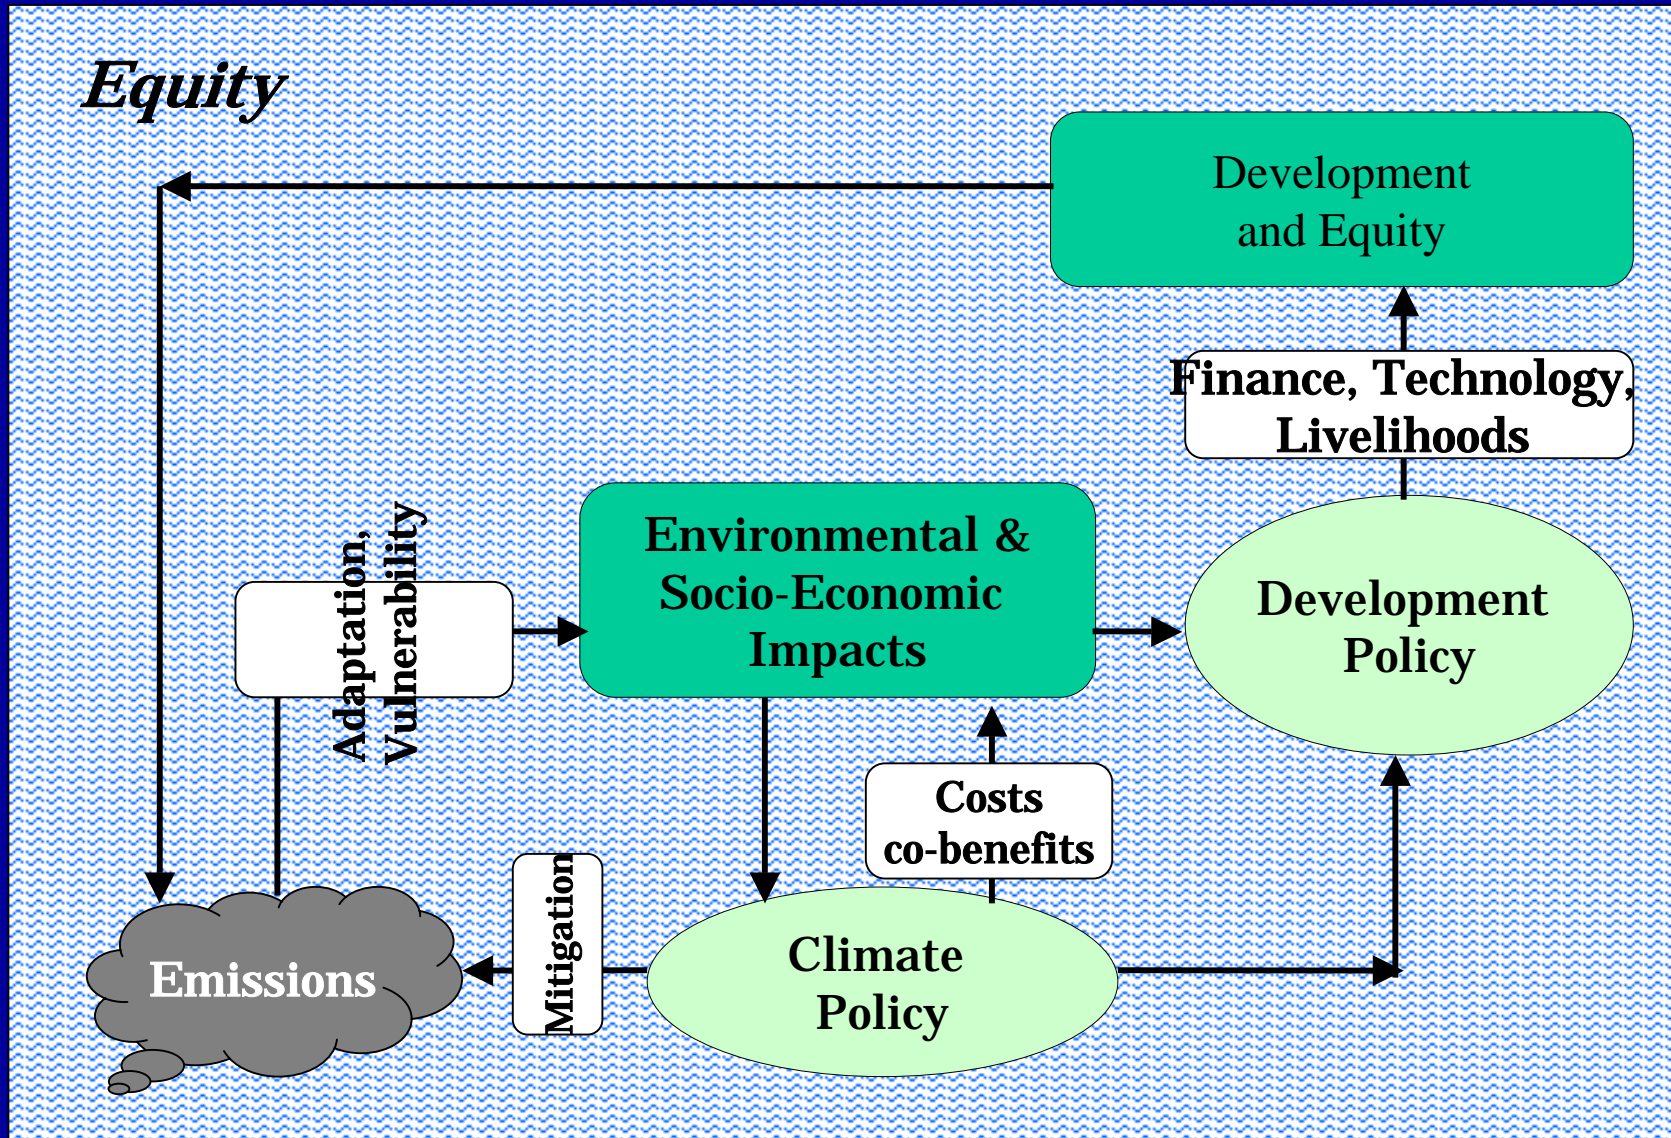 Equity
Development
and Equity
Finance, Technology,
Livelihoods
Adaptation,
Vulnerability
Environmental &
Socio-Economic
Impacts
Development
Policy
Costs
co-benefits
Mitigation
Emissions
Climate
Policy